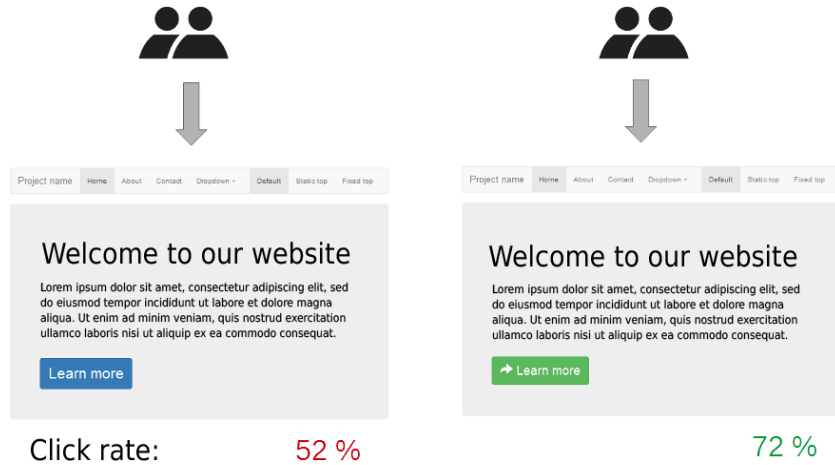 Project name Home About Contact Dropdown Default Static top Fixed top
Welcome to our website
Lorem ipsum dolor sit amet, consectetur adipiscing elit, sed
do eiusmod tempor incididunt ut labore et dolore magna
aliqua. Ut enim ad minim veniam, quis nostrud exercitation
ullamco laboris nisi ut aliquip ex ea commodo consequat.
Learn more
Project name Home About Contact Dropdown Default Static top Fixed top
Welcome to our website
Lorem ipsum dolor sit amet, consectetur adipiscing elit, sed
do eiusmod tempor incididunt ut labore et dolore magna
aliqua. Ut enim ad minim veniam, quis nostrud exercitation
ullamco laboris nisi ut aliquip ex ea commodo consequat.
Learn more
Click rate: 52 % 72 %